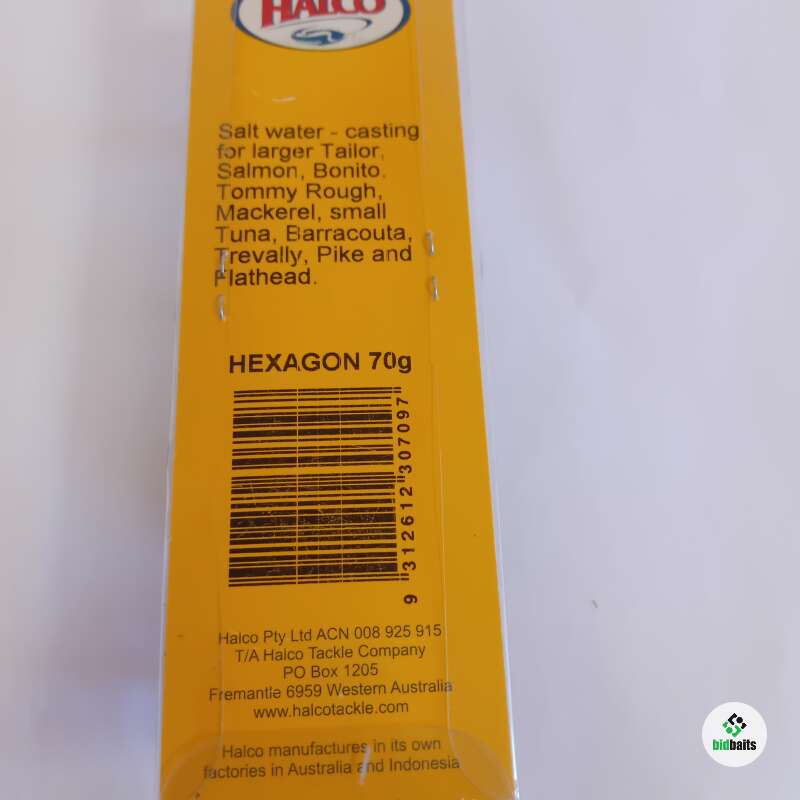 HALCO
Salt water - casting
for larger Tailor,
Salmon, Bonito.
Tommy Rough,
Mackerel, small
Tuna, Barracouta,
Trevally, Pike and
Flathead.
HEXAGON 70g
9 312612 307097
Halco Pty Ltd ACN 008 925 915
T/A Halco Tackle Company
PO Box 1205
Fremantle 6959 Western Australia
www.halcotackle.com
Halco manufactures in its own
factories in Australia and Indonesia
bidbaits